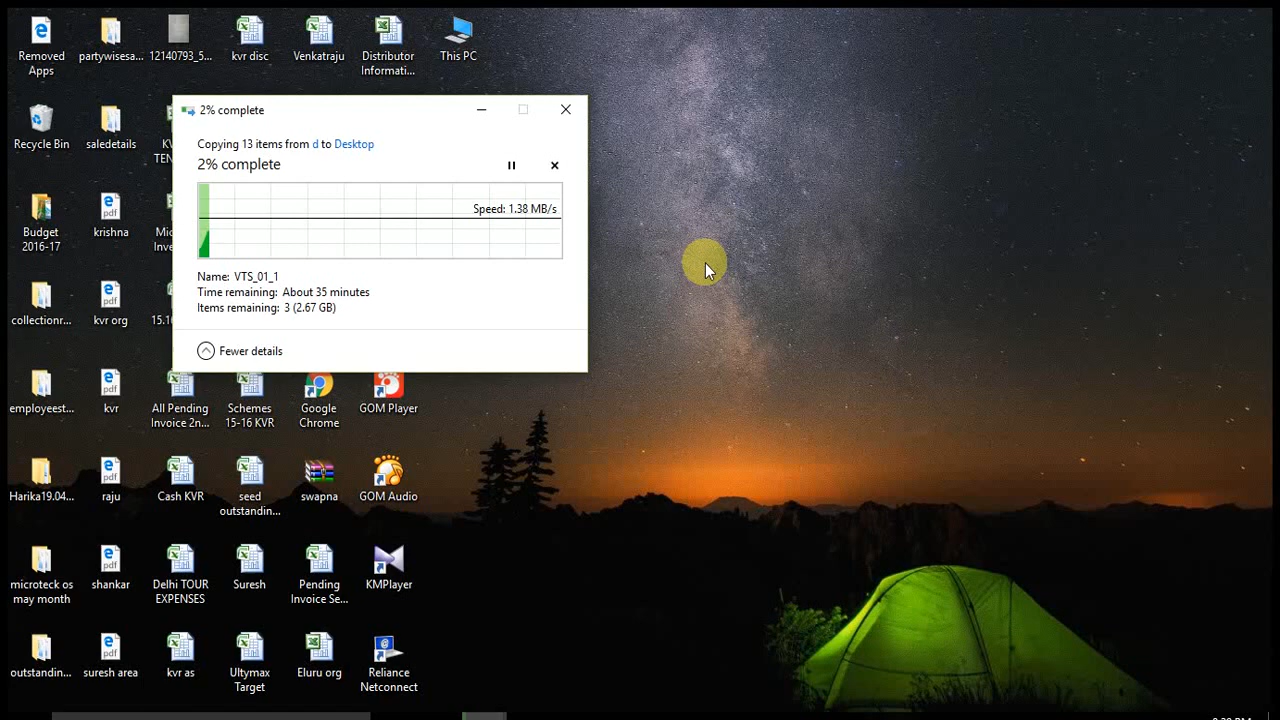 Removed Apps
partywisesa...
12140793_5...
kvr disc
Venkatraju
Distributor Informati...
This PC
2% complete
Copying 13 items from d to Desktop
2% complete
Speed: 1.38 MB/s
Name: VTS_01_1
Time remaining: About 35 minutes
Items remaining: 3 (2.67 GB)
Fewer details
Recycle Bin
saledetails
Budget 2016-17
krishna
collectionr...
kvr org
employeest...
kvr
All Pending Invoice 2n...
Schemes 15-16 KVR
Google Chrome
GOM Player
Harika19.04...
raju
Cash KVR
seed outstandin...
swapna
GOM Audio
microteck os may month
shankar
Delhi TOUR EXPENSES
Suresh
Pending Invoice Se...
KMPlayer
outstandin...
suresh area
kvr as
Ultymax Target
Eluru org
Reliance Netconnect